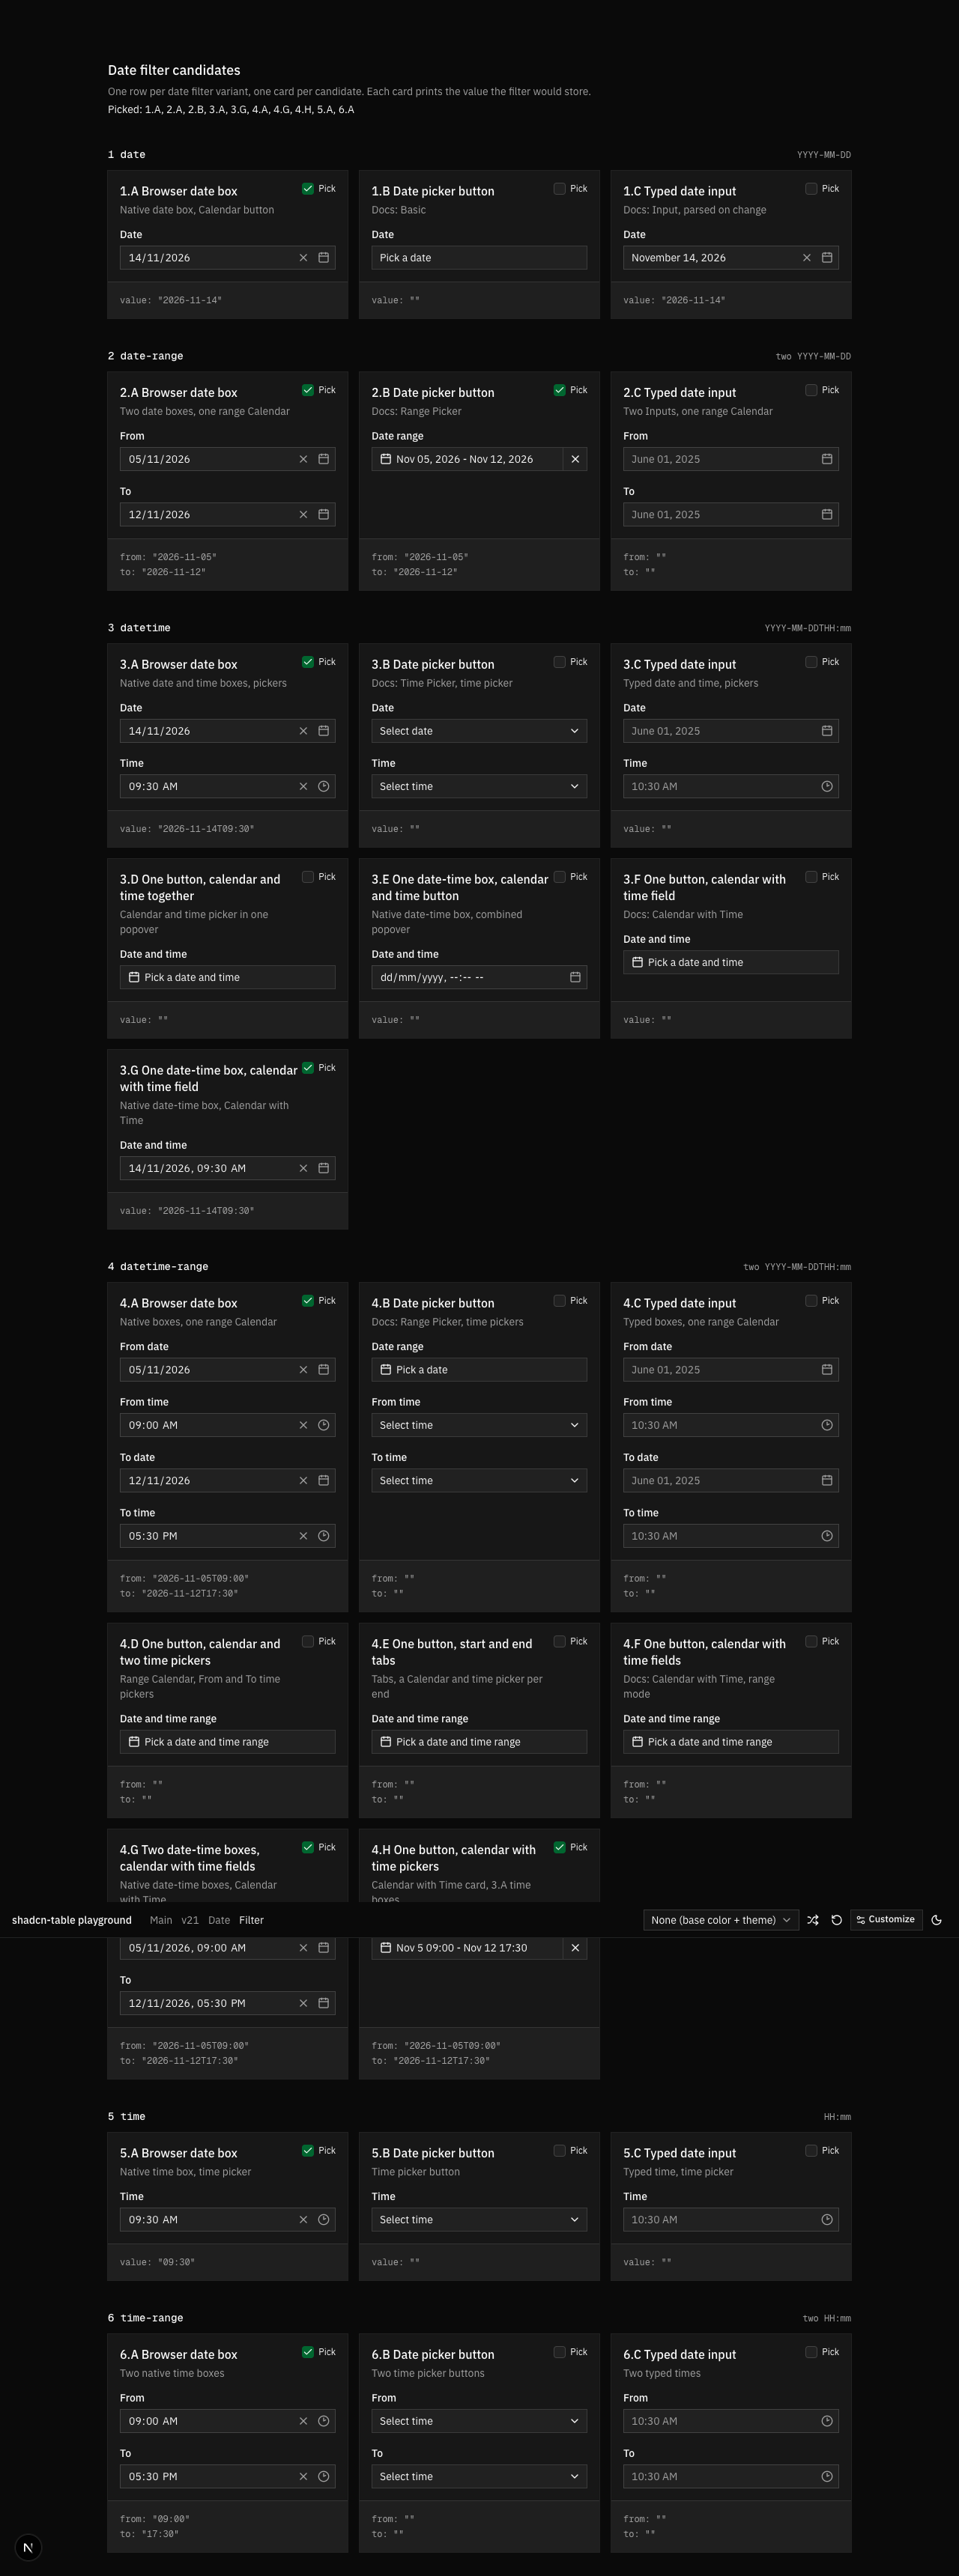 Date filter candidates
One row per date filter variant, one card per candidate. Each card prints the value the filter would store.
Picked: 1.A, 2.A, 2.B, 3.A, 3.G, 4.A, 4.G, 4.H, 5.A, 6.A
1 date
YYYY-MM-DD
1.A Browser date box
Pick
Native date box, Calendar button
Date
14/11/2026
value: "2026-11-14"
1.B Date picker button
Pick
Docs: Basic
Date
Pick a date
value: ""
1.C Typed date input
Pick
Docs: Input, parsed on change
Date
November 14, 2026
value: "2026-11-14"
2 date-range
two YYYY-MM-DD
2.A Browser date box
Pick
Two date boxes, one range Calendar
From
05/11/2026
To
12/11/2026
from: "2026-11-05"
to: "2026-11-12"
2.B Date picker button
Pick
Docs: Range Picker
Date range
Nov 05, 2026 - Nov 12, 2026
from: "2026-11-05"
to: "2026-11-12"
2.C Typed date input
Pick
Two Inputs, one range Calendar
From
June 01, 2025
To
June 01, 2025
from: ""
to: ""
3 datetime
YYYY-MM-DDTHH:mm
3.A Browser date box
Pick
Native date and time boxes, pickers
Date
14/11/2026
Time
09:30 AM
value: "2026-11-14T09:30"
3.B Date picker button
Pick
Docs: Time Picker, time picker
Date
Select date
Time
Select time
value: ""
3.C Typed date input
Pick
Typed date and time, pickers
Date
June 01, 2025
Time
10:30 AM
value: ""
3.D One button, calendar and
time together
Pick
Calendar and time picker in one
popover
Date and time
Pick a date and time
value: ""
3.E One date-time box, calendar
and time button
Pick
Native date-time box, combined
popover
Date and time
dd/mm/yyyy, --:-- --
value: ""
3.F One button, calendar with
time field
Pick
Docs: Calendar with Time
Date and time
Pick a date and time
value: ""
3.G One date-time box, calendar
with time field
Pick
Native date-time box, Calendar with
Time
Date and time
14/11/2026, 09:30 AM
value: "2026-11-14T09:30"
4 datetime-range
two YYYY-MM-DDTHH:mm
4.A Browser date box
Pick
Native boxes, one range Calendar
From date
05/11/2026
From time
09:00 AM
To date
12/11/2026
To time
05:30 PM
from: "2026-11-05T09:00"
to: "2026-11-12T17:30"
4.B Date picker button
Pick
Docs: Range Picker, time pickers
Date range
Pick a date
From time
Select time
To time
Select time
from: ""
to: ""
4.C Typed date input
Pick
Typed boxes, one range Calendar
From date
June 01, 2025
From time
10:30 AM
To date
June 01, 2025
To time
10:30 AM
from: ""
to: ""
4.D One button, calendar and
two time pickers
Pick
Range Calendar, From and To time
pickers
Date and time range
Pick a date and time range
from: ""
to: ""
4.E One button, start and end
tabs
Pick
Tabs, a Calendar and time picker per
end
Date and time range
Pick a date and time range
from: ""
to: ""
4.F One button, calendar with
time fields
Pick
Docs: Calendar with Time, range
mode
Date and time range
Pick a date and time range
from: ""
to: ""
4.G Two date-time boxes,
calendar with time fields
Pick
Native date-time boxes, Calendar
with Time
4.H One button, calendar with
time pickers
Pick
Calendar with Time card, 3.A time
boxes
shadcn-table playground
Main
v21
Date
Filter
None (base color + theme)
Customize
05/11/2026, 09:00 AM
To
12/11/2026, 05:30 PM
from: "2026-11-05T09:00"
to: "2026-11-12T17:30"
Nov 5 09:00 - Nov 12 17:30
from: "2026-11-05T09:00"
to: "2026-11-12T17:30"
5 time
HH:mm
5.A Browser date box
Pick
Native time box, time picker
Time
09:30 AM
value: "09:30"
5.B Date picker button
Pick
Time picker button
Time
Select time
value: ""
5.C Typed date input
Pick
Typed time, time picker
Time
10:30 AM
value: ""
6 time-range
two HH:mm
6.A Browser date box
Pick
Two native time boxes
From
09:00 AM
To
05:30 PM
from: "09:00"
to: "17:30"
6.B Date picker button
Pick
Two time picker buttons
From
Select time
To
Select time
from: ""
to: ""
6.C Typed date input
Pick
Two typed times
From
10:30 AM
To
10:30 AM
from: ""
to: ""